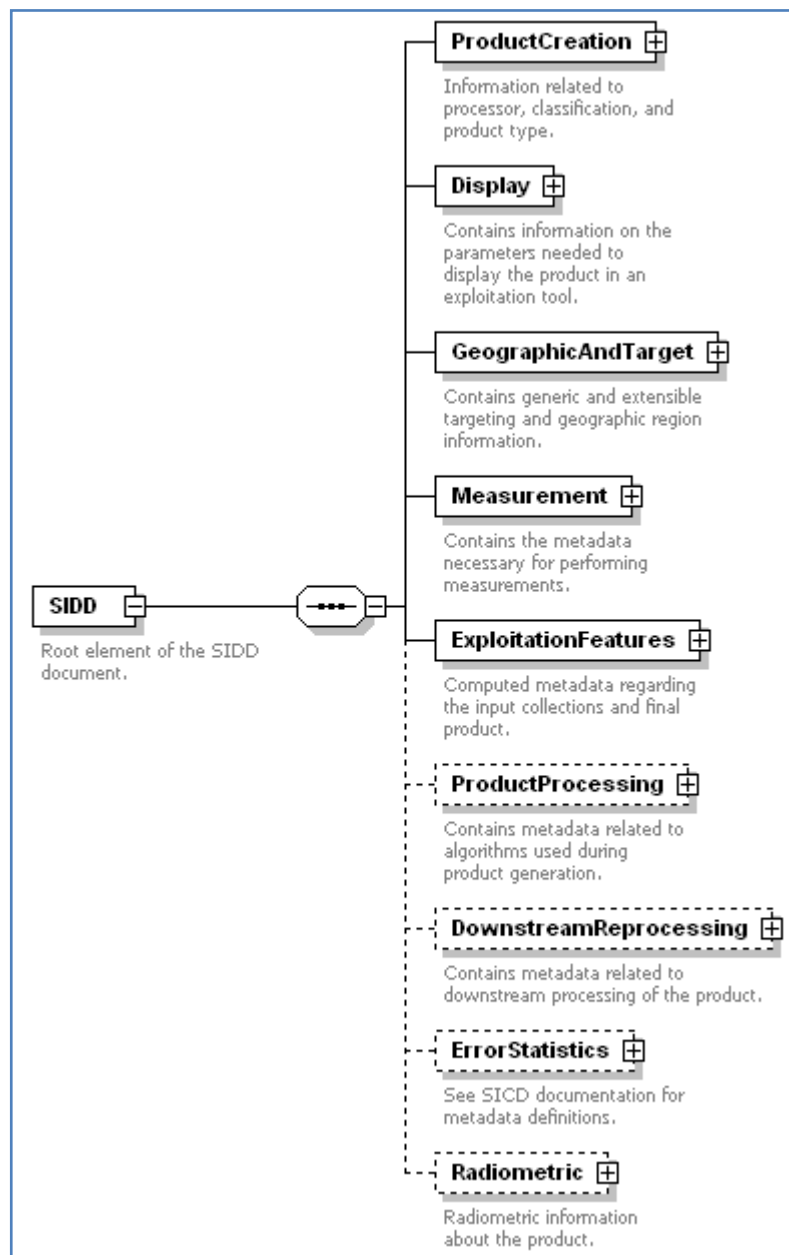 ProductCreation
Information related to
processor, classification, and
product type.
Display
Contains information on the
parameters needed to
display the product in an
exploitation tool.
GeographicAndTarget
Contains generic and extensible
targeting and geographic region
information.
Measurement
Contains the metadata
necessary for performing
measurements.
SIDD
Root element of the SIDD
document.
ExploitationFeatures
Computed metadata regarding
the input collections and final
product.
ProductProcessing
Contains metadata related to
algorithms used during
product generation.
DownstreamReprocessing
Contains metadata related to
downstream processing of the product.
ErrorStatistics
See SICD documentation for
metadata definitions.
Radiometric
Radiometric information
about the product.